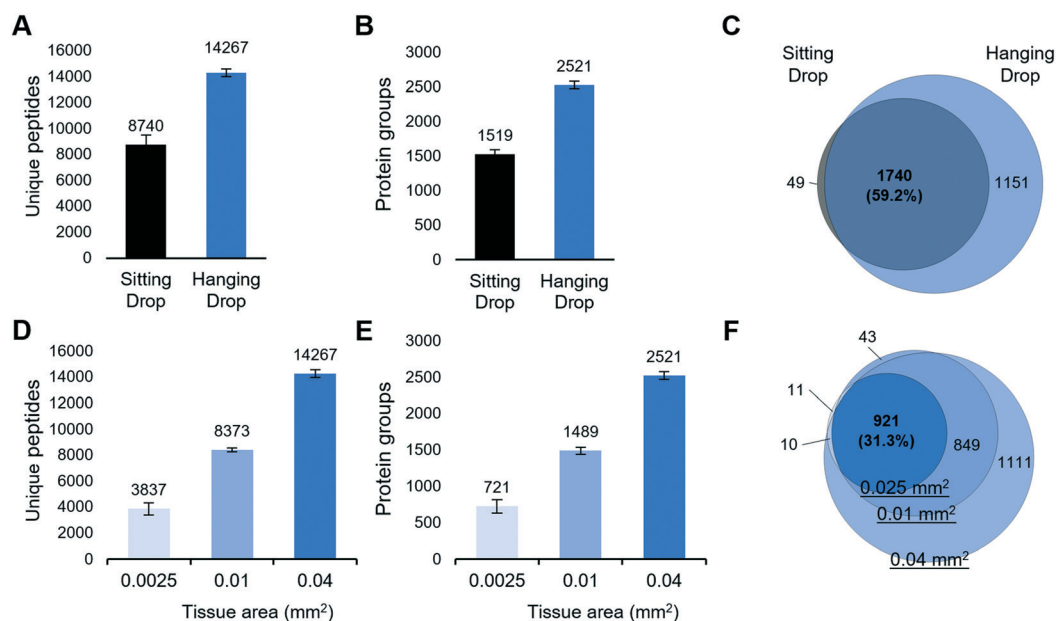 A
Unique peptides
16000
14000
12000
10000
8000
6000
4000
2000
0
8740
14267
Sitting
Drop
Hanging
Drop
B
Protein groups
3000
2500
2000
1500
1000
500
0
1519
2521
Sitting
Drop
Hanging
Drop
C
Sitting
Drop
Hanging
Drop
49
1740
(59.2%)
1151
D
Unique peptides
16000
14000
12000
10000
8000
6000
4000
2000
0
3837
8373
14267
0.0025
0.01
0.04
Tissue area (mm²)
E
Protein groups
3000
2500
2000
1500
1000
500
0
721
1489
2521
0.0025
0.01
0.04
Tissue area (mm²)
F
43
11
10
921
(31.3%)
849
1111
0.025 mm²
0.01 mm²
0.04 mm²